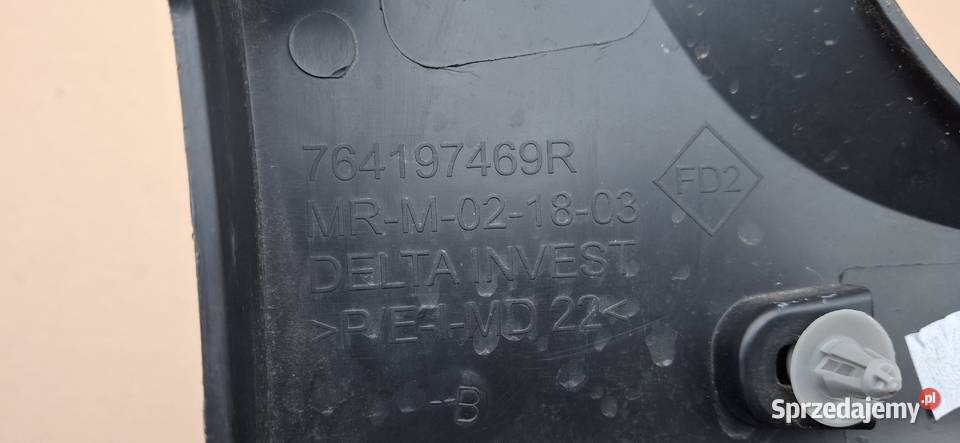 764197469R
FD2
MR-M-02-18-03
DELTA INVEST
>P/E-I-MD 22<
B
Sprzedajemy.pl